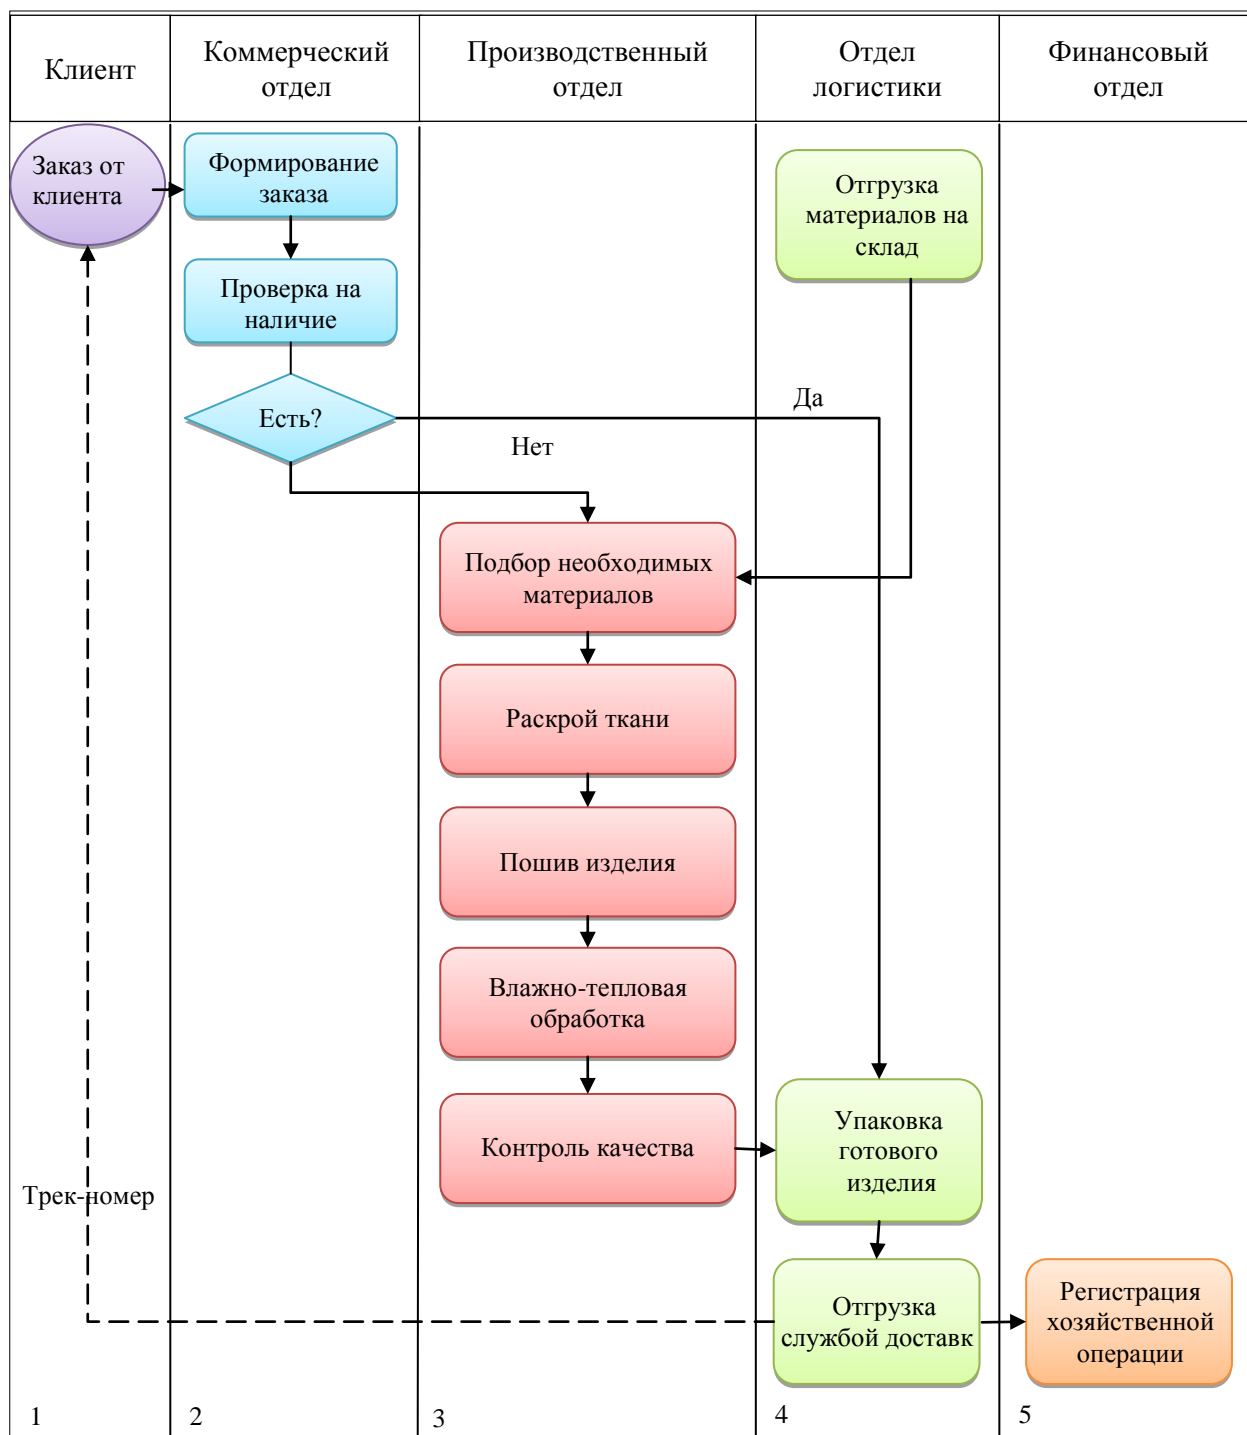 Клиент
Коммерческий
отдел
Производственный
отдел
Отдел
логистики
Финансовый
отдел
Заказ от
клиента
Формирование
заказа
Отгрузка
материалов на
склад
Проверка на
наличие
Есть?
Да
Нет
Подбор необходимых
материалов
Раскрой ткани
Пошив изделия
Влажно-тепловая
обработка
Контроль качества
Упаковка
готового
изделия
Трек-номер
Отгрузка
службой доставк
Регистрация
хозяйственной
операции
1
2
3
4
5